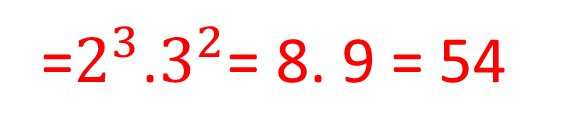 =2³.3²= 8. 9 = 54